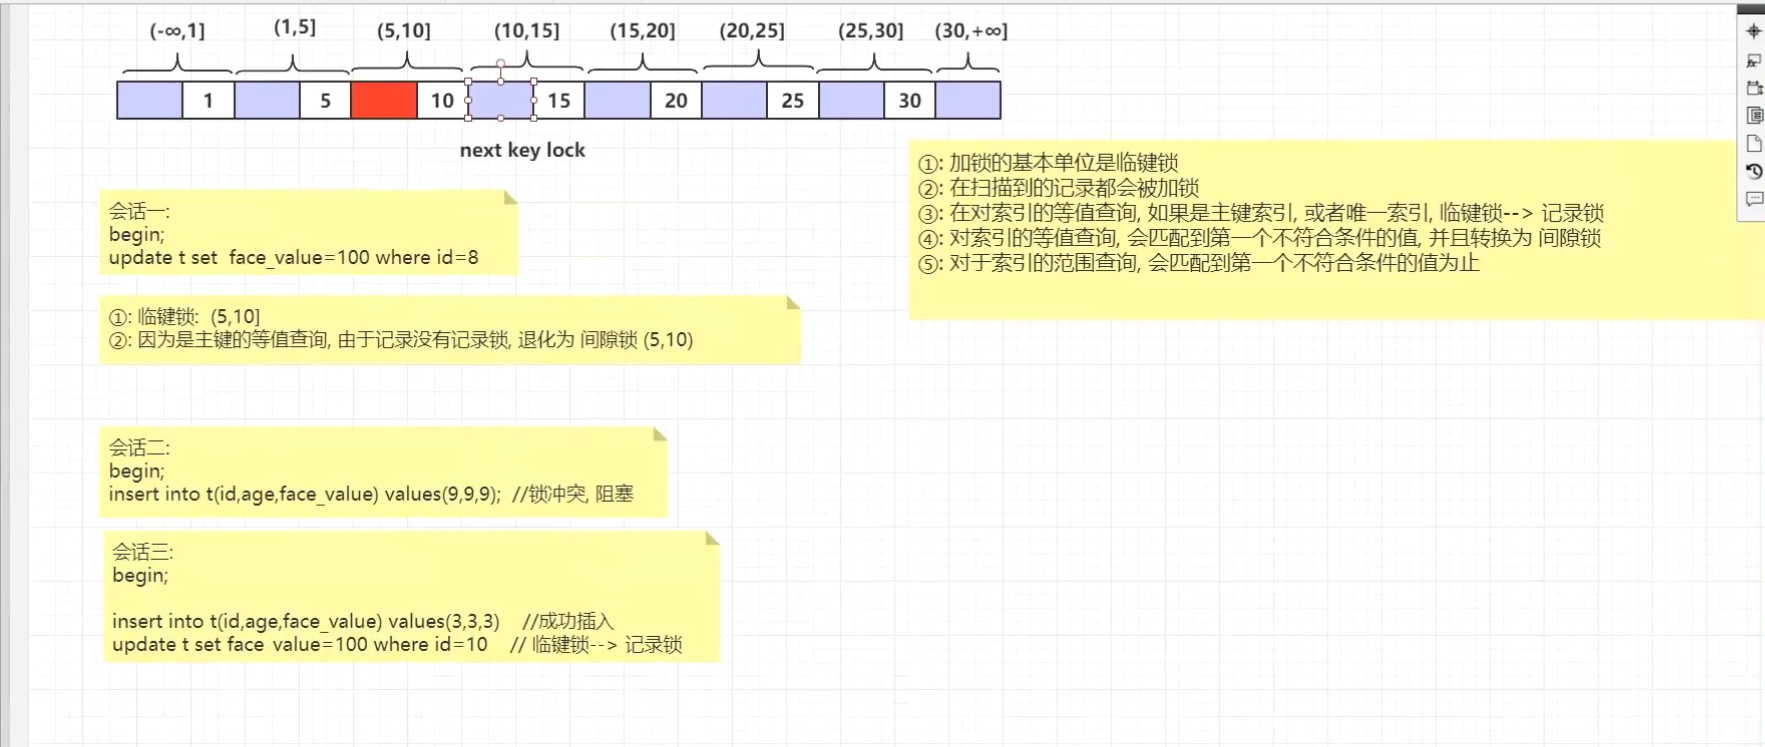 (-∞,1] (1,5] (5,10] (10,15] (15,20] (20,25] (25,30] (30,+∞]
1 5 10 15 20 25 30
next key lock
会话一:
begin;
update t set face_value=100 where id=8
①: 临键锁: (5,10]
②: 因为是主键的等值查询, 由于记录没有记录锁, 退化为 间隙锁 (5,10)
会话二:
begin;
insert into t(id,age,face_value) values(9,9,9); //锁冲突, 阻塞
会话三:
begin;
insert into t(id,age,face_value) values(3,3,3) //成功插入
update t set face_value=100 where id=10 // 临键锁--> 记录锁
①: 加锁的基本单位是临键锁
②: 在扫描到的记录都会被加锁
③: 在对索引的等值查询, 如果是主键索引, 或者唯一索引, 临键锁--> 记录锁
④: 对索引的等值查询, 会匹配到第一个不符合条件的值, 并且转换为 间隙锁
⑤: 对于索引的范围查询, 会匹配到第一个不符合条件的值为止